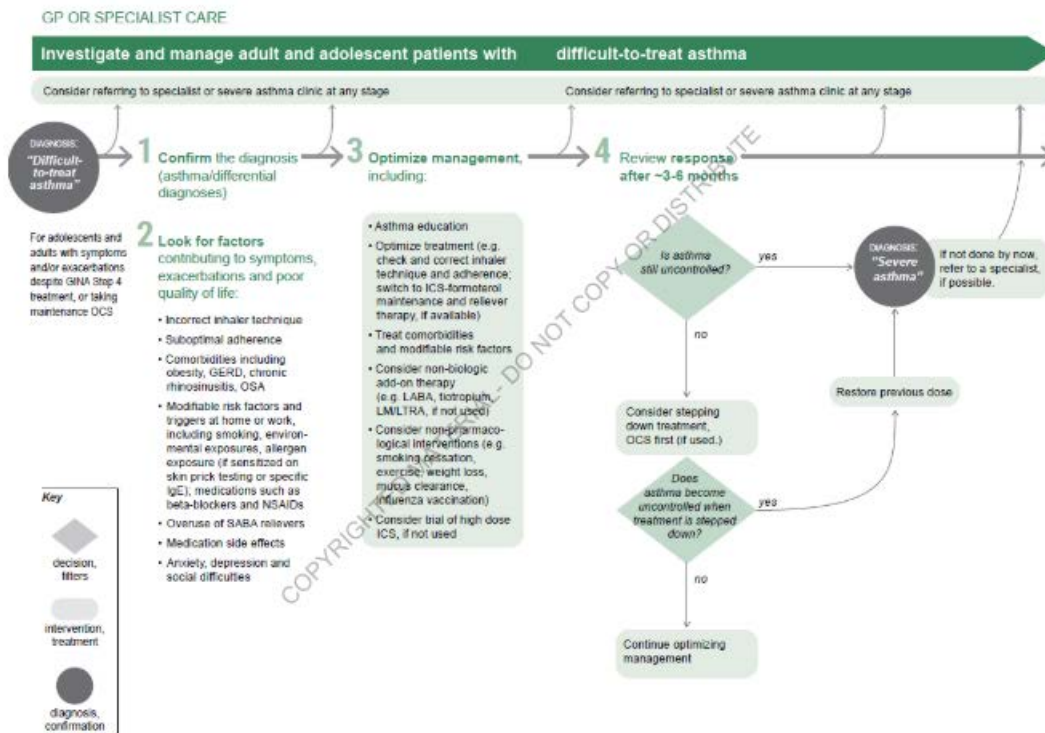 GP OR SPECIALIST CARE
Investigate and manage adult and adolescent patients with difficult-to-treat asthma
Consider referring to specialist or severe asthma clinic at any stage
Consider referring to specialist or severe asthma clinic at any stage
DIAGNOSIS:
"Difficult-
to-treat
asthma"
For adolescents and
adults with symptoms
and/or exacerbations
despite GINA Step 4
treatment, or taking
maintenance OCS
1 Confirm the diagnosis
(asthma/differential
diagnoses)
2 Look for factors
contributing to symptoms,
exacerbations and poor
quality of life:
• Incorrect inhaler technique
• Suboptimal adherence
• Comorbidities including
obesity, GERD, chronic
rhinosinusitis, OSA
• Modifiable risk factors and
triggers at home or work,
including smoking, environ-
mental exposures, allergen
exposure (if sensitized on
skin prick testing or specific
IgE); medications such as
beta-blockers and NSAIDs
• Overuse of SABA relievers
• Medication side effects
• Anxiety, depression and
social difficulties
3 Optimize management,
including:
• Asthma education
• Optimize treatment (e.g.
check and correct inhaler
technique and adherence;
switch to ICS-formoterol
maintenance and reliever
therapy, if available)
• Treat comorbidities
and modifiable risk factors
• Consider non-biologic
add-on therapy
(e.g. LABA, tiotropium,
LM/LTRA, if not used)
• Consider non-pharmaco-
logical interventions (e.g.
smoking cessation,
exercise, weight loss,
mucus clearance,
influenza vaccination)
• Consider trial of high dose
ICS, if not used
4 Review response
after ~3-6 months
Is asthma
still uncontrolled?
yes
no
DIAGNOSIS:
"Severe
asthma"
If not done by now,
refer to a specialist,
if possible.
Restore previous dose
Consider stepping
down treatment,
OCS first (if used.)
Does
asthma become
uncontrolled when
treatment is stepped
down?
yes
no
Continue optimizing
management
Key
decision,
filters
intervention,
treatment
diagnosis,
confirmation
COPYRIGHTED MATERIAL - DO NOT COPY OR DISTRIBUTE